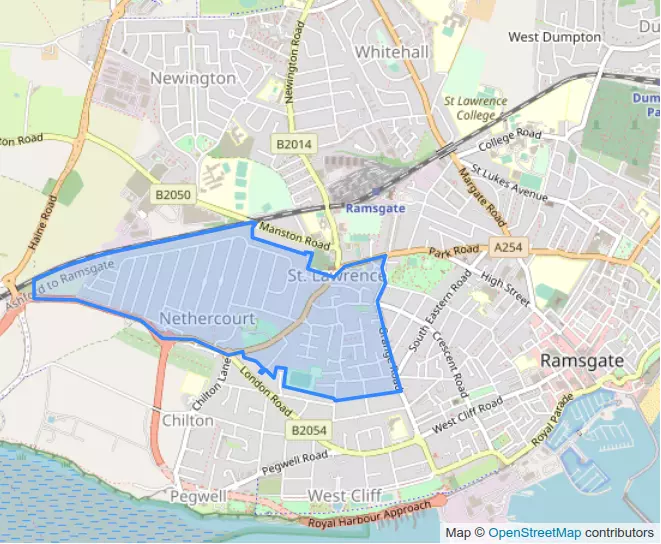 West Dumpton
Du
Whitehall
Newington
Newington Road
St Lawrence
College
Dum
Pa
College Road
B2014
ton Road
St Lukes Avenue
B2050
Margate Road
Haine Road
Ramsgate
Manston Road
Park Road
A254
Ashford to Ramsgate
St. Lawrence
High Street
South Eastern Road
Nethercourt
Grange Road
Crescent Road
Ramsgate
Chilton Lane
London Road
West Cliff Road
Royal Parade
Chilton
B2054
Pegwell Road
Pegwell
West Cliff
Royal Harbour Approach
Map © OpenStreetMap contributors